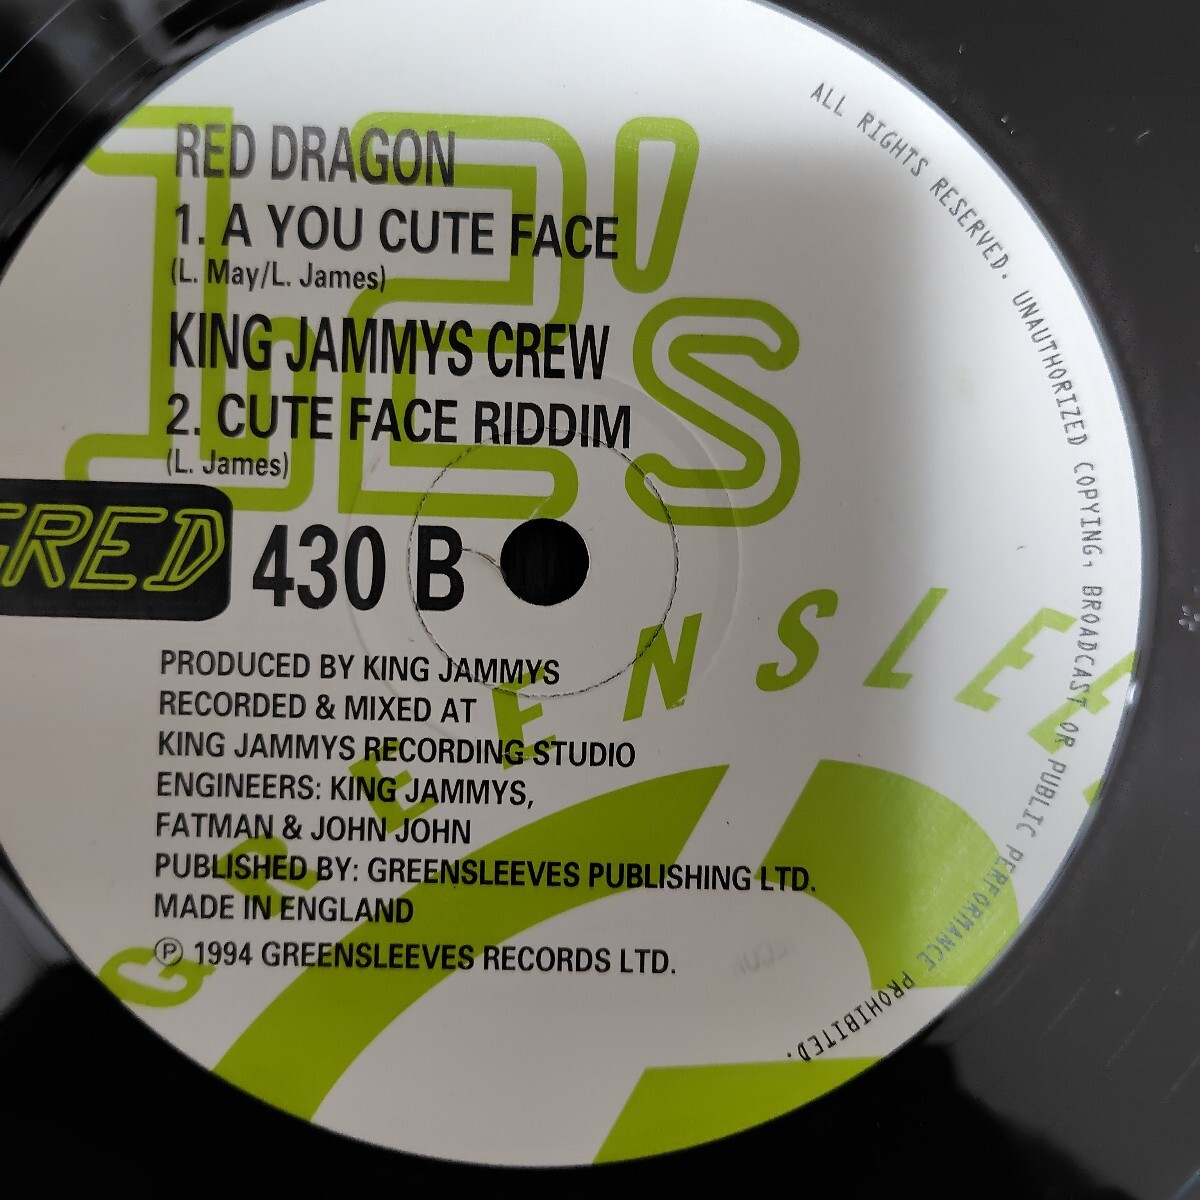 12's
RED DRAGON
1. A YOU CUTE FACE
(L. May/L. James)
KING JAMMYS CREW
2. CUTE FACE RIDDIM
(L. James)
GRED 430 B
PRODUCED BY KING JAMMYS
RECORDED & MIXED AT
KING JAMMYS RECORDING STUDIO
ENGINEERS: KING JAMMYS,
FATMAN & JOHN JOHN
PUBLISHED BY: GREENSLEEVES PUBLISHING LTD.
MADE IN ENGLAND
℗ 1994 GREENSLEEVES RECORDS LTD.
GREENSLEE
ALL RIGHTS RESERVED. UNAUTHORIZED COPYING, BROADCAST OR PUBLIC PERFORMANCE PROHIBITED.